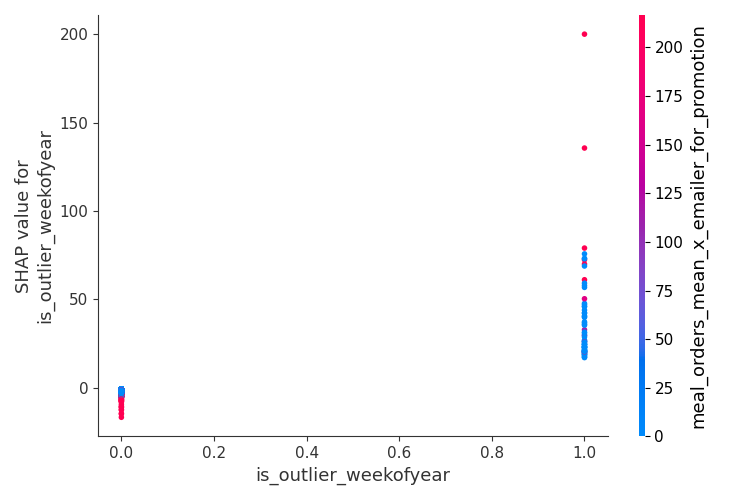 SHAP value for
is_outlier_weekofyear
200
150
100
50
0
0.0 0.2 0.4 0.6 0.8 1.0
is_outlier_weekofyear
200
175
150
125
100
75
50
25
0
meal_orders_mean_x_emailer_for_promotion